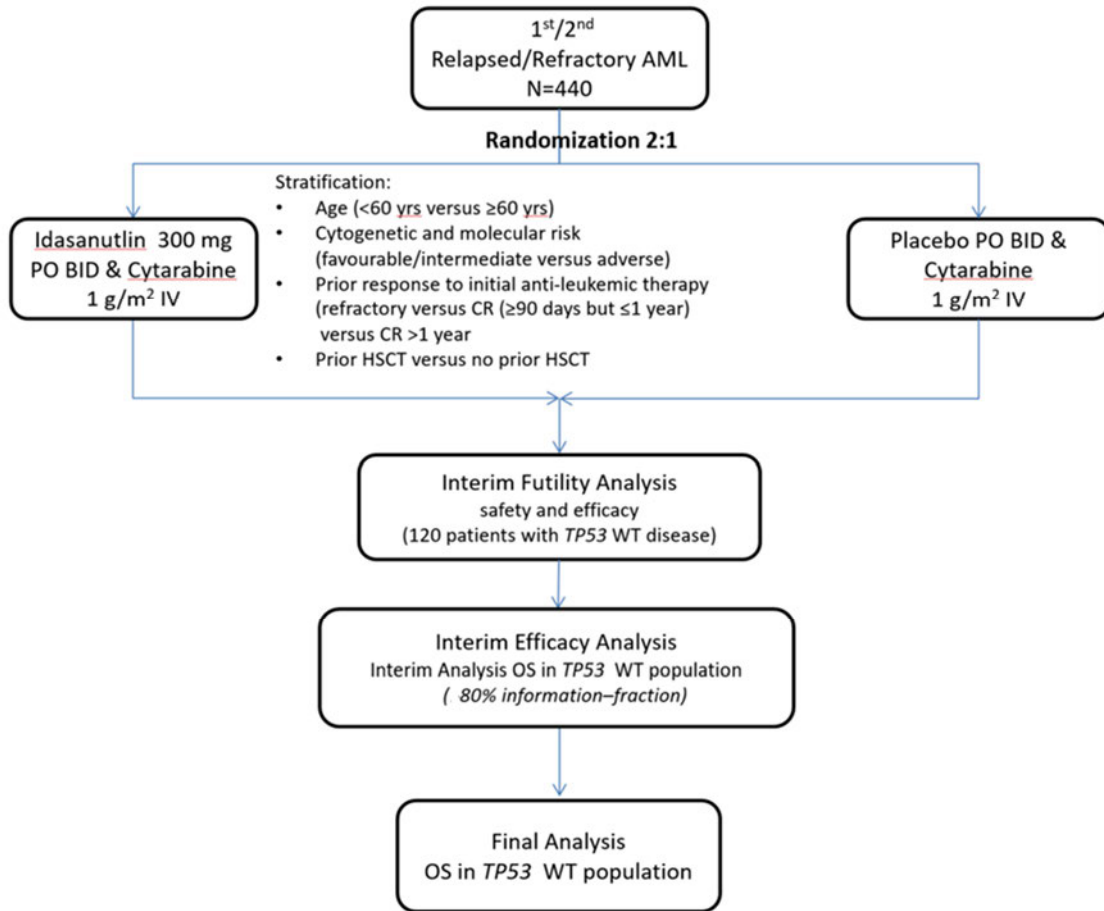 1st/2nd
Relapsed/Refractory AML
N=440
Randomization 2:1
Stratification:
• Age (<60 yrs versus ≥60 yrs)
• Cytogenetic and molecular risk
(favourable/intermediate versus adverse)
• Prior response to initial anti-leukemic therapy
(refractory versus CR (≥90 days but ≤1 year)
versus CR >1 year
• Prior HSCT versus no prior HSCT
Idasanutlin 300 mg
PO BID & Cytarabine
1 g/m² IV
Placebo PO BID &
Cytarabine
1 g/m² IV
Interim Futility Analysis
safety and efficacy
(120 patients with TP53 WT disease)
Interim Efficacy Analysis
Interim Analysis OS in TP53 WT population
( 80% information–fraction)
Final Analysis
OS in TP53 WT population